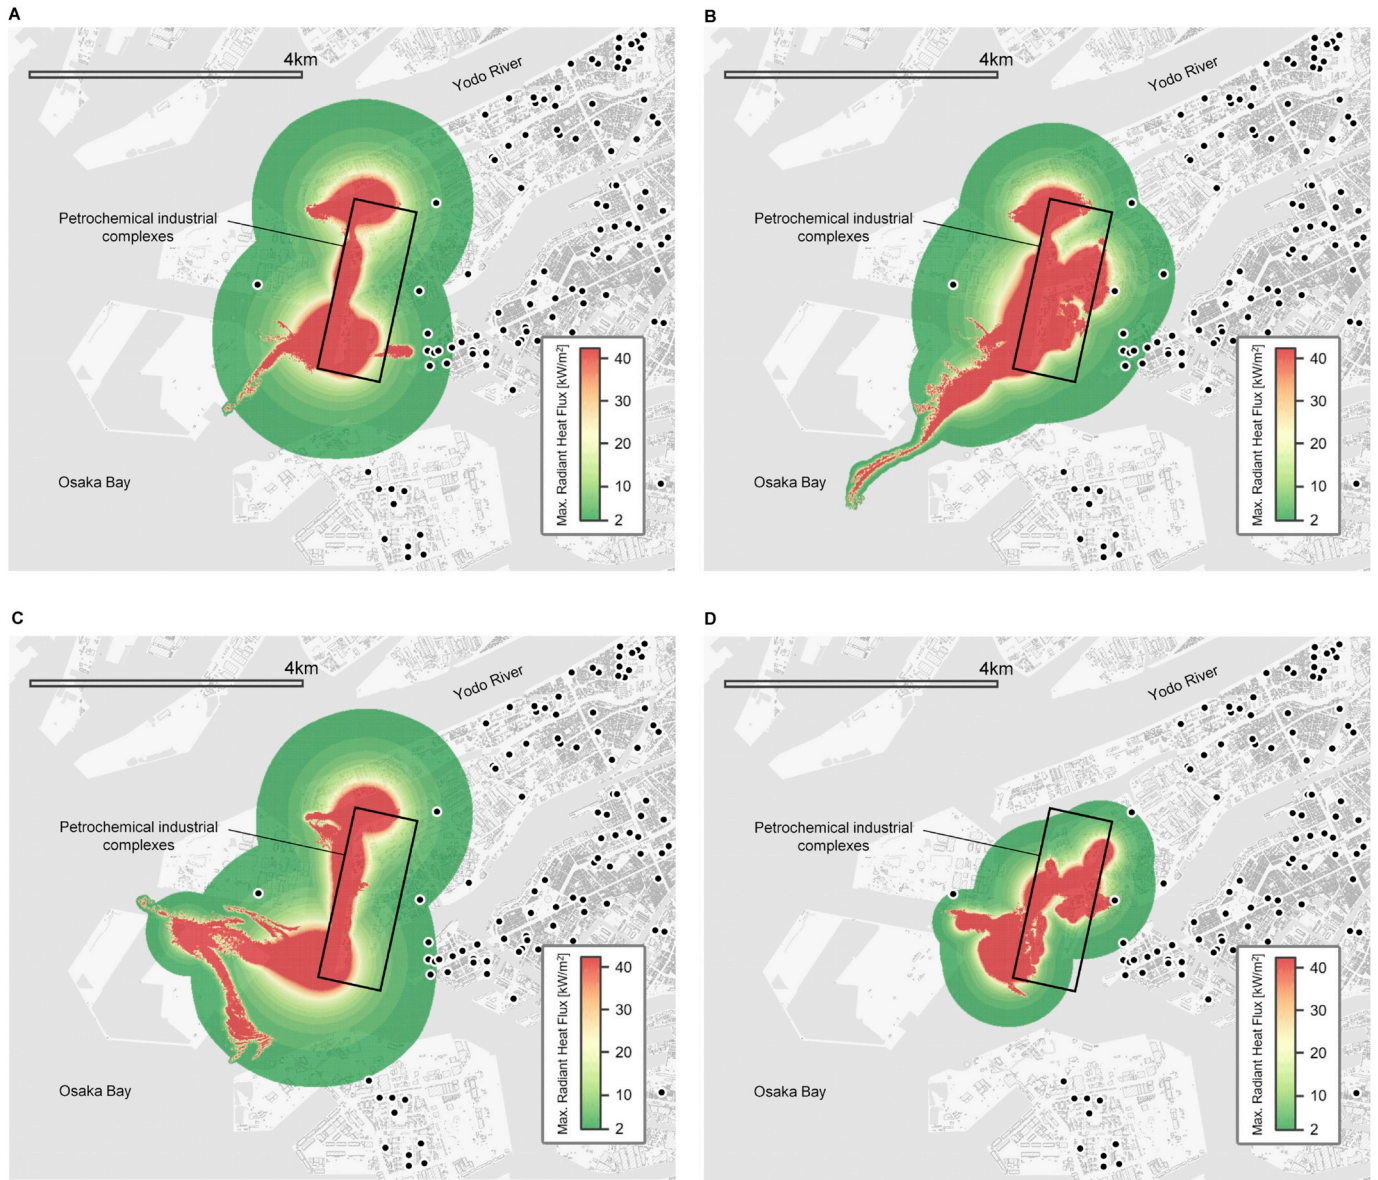 A
4km
Yodo River
Petrochemical industrial
complexes
Osaka Bay
Max. Radiant Heat Flux [kW/m²]
40
30
20
10
2
B
4km
Yodo River
Petrochemical industrial
complexes
Osaka Bay
Max. Radiant Heat Flux [kW/m²]
40
30
20
10
2
C
4km
Yodo River
Petrochemical industrial
complexes
Osaka Bay
Max. Radiant Heat Flux [kW/m²]
40
30
20
10
2
D
4km
Yodo River
Petrochemical industrial
complexes
Osaka Bay
Max. Radiant Heat Flux [kW/m²]
40
30
20
10
2